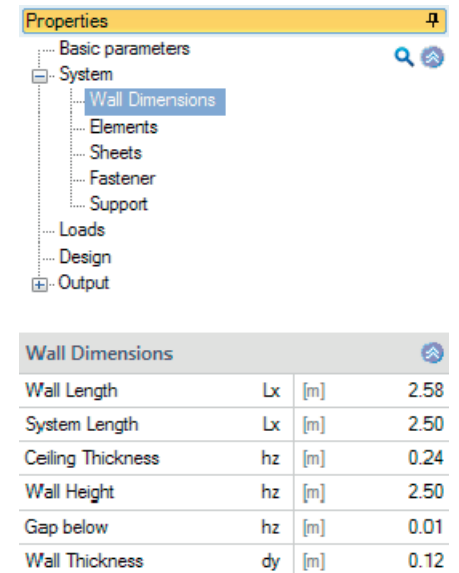 Properties
Basic parameters
System
Wall Dimensions
Elements
Sheets
Fastener
Support
Loads
Design
Output
Wall Dimensions
Wall Length Lx [m] 2.58
System Length Lx [m] 2.50
Ceiling Thickness hz [m] 0.24
Wall Height hz [m] 2.50
Gap below hz [m] 0.01
Wall Thickness dy [m] 0.12